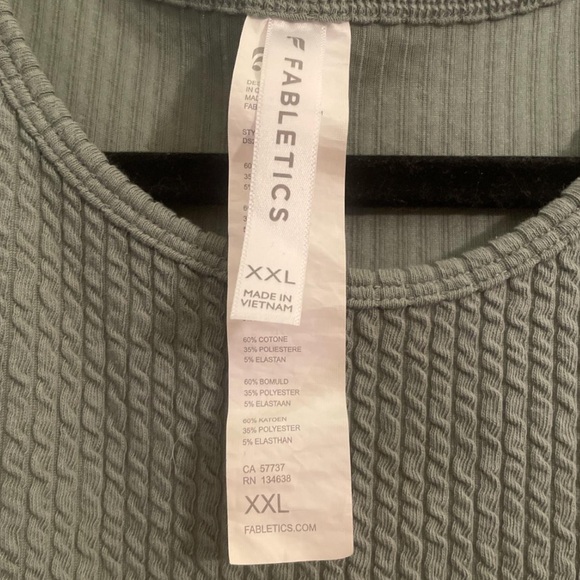 FABLETICS
XXL
MADE IN
VIETNAM
60% COTONE
35% POLIESTERE
5% ELASTAN
60% BOMULD
35% POLYESTER
5% ELASTAAN
60% KATOEN
35% POLYESTER
5% ELASTHAN
CA 57737
RN 134638
XXL
FABLETICS.COM